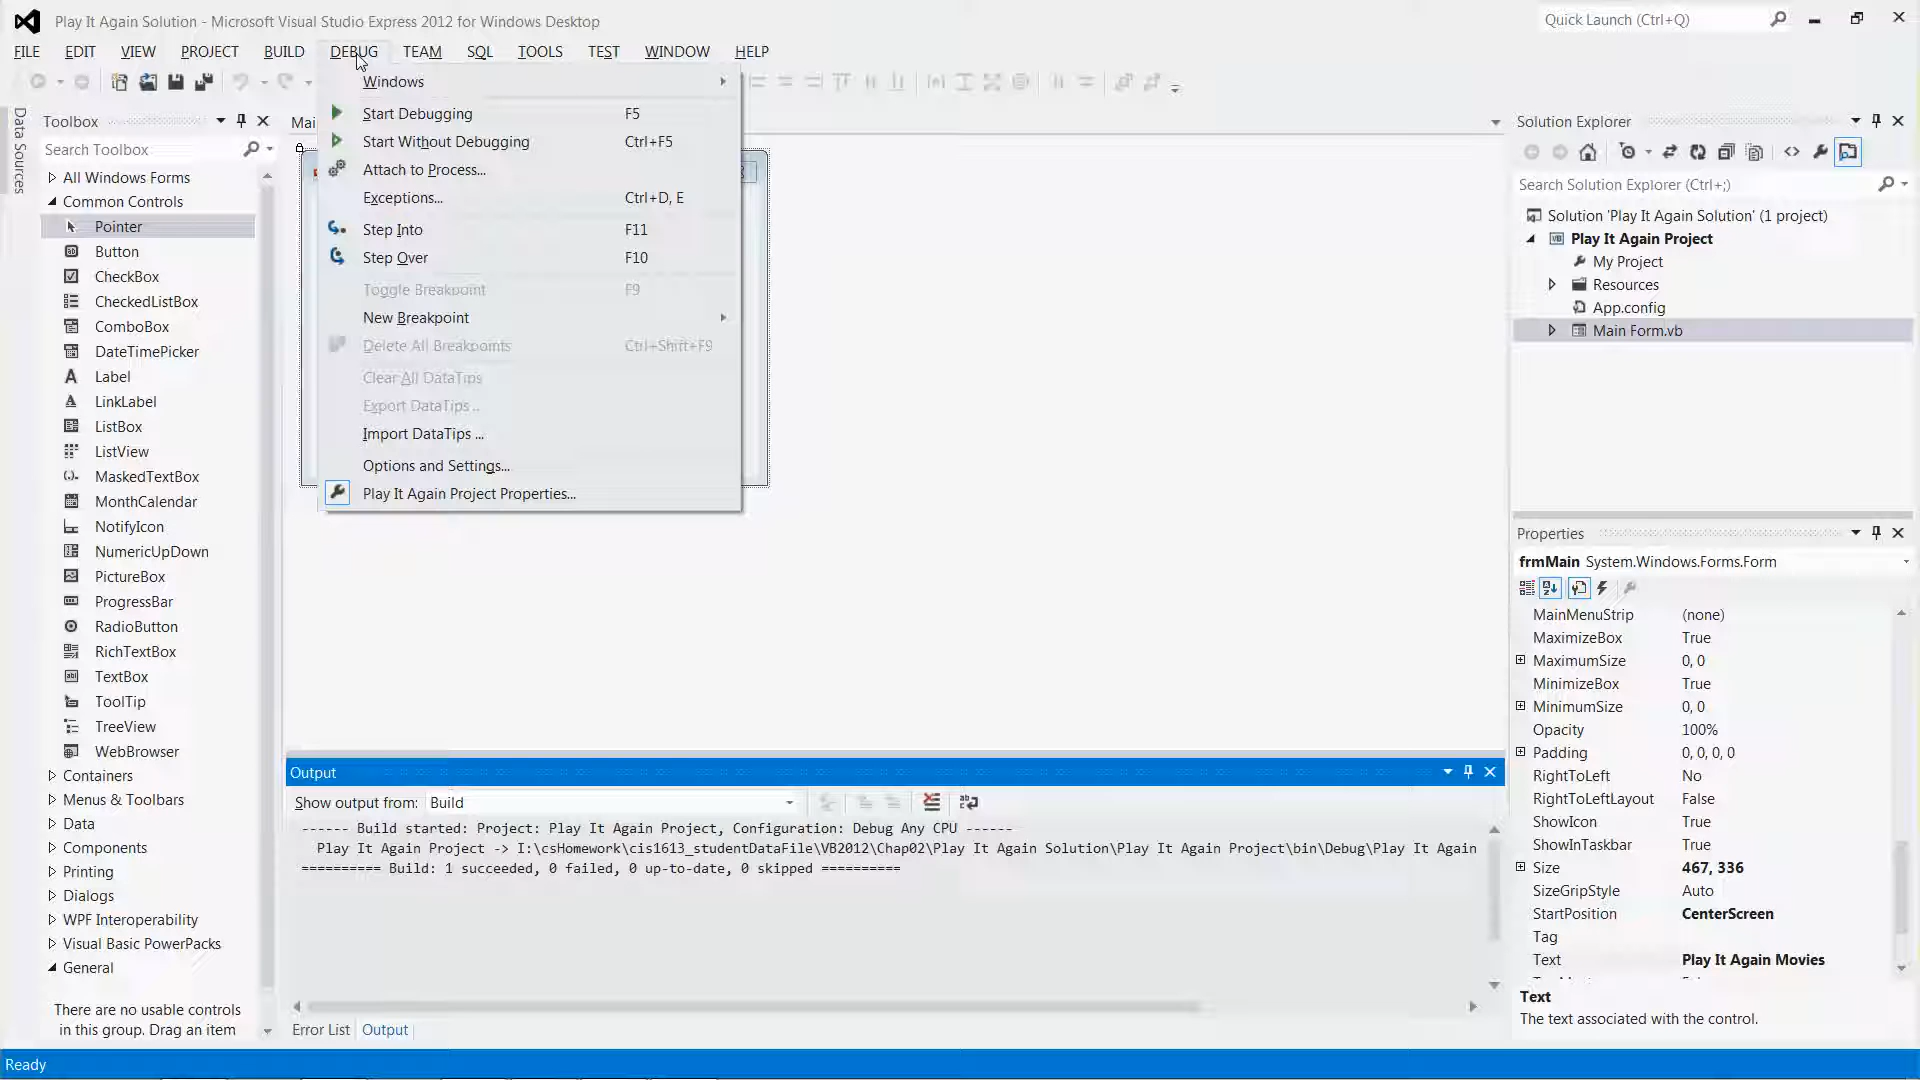 Play It Again Solution - Microsoft Visual Studio Express 2012 for Windows Desktop
Quick Launch (Ctrl+Q)
FILE EDIT VIEW PROJECT BUILD DEBUG TEAM SQL TOOLS TEST WINDOW HELP
Data Sources
Toolbox
Search Toolbox
All Windows Forms
Common Controls
Pointer
Button
CheckBox
CheckedListBox
ComboBox
DateTimePicker
Label
LinkLabel
ListBox
ListView
MaskedTextBox
MonthCalendar
NotifyIcon
NumericUpDown
PictureBox
ProgressBar
RadioButton
RichTextBox
TextBox
ToolTip
TreeView
WebBrowser
Containers
Menus & Toolbars
Data
Components
Printing
Dialogs
WPF Interoperability
Visual Basic PowerPacks
General
There are no usable controls
in this group. Drag an item
Mai
Windows
Start Debugging F5
Start Without Debugging Ctrl+F5
Attach to Process...
Exceptions... Ctrl+D, E
Step Into F11
Step Over F10
Toggle Breakpoint F9
New Breakpoint
Delete All Breakpoints Ctrl+Shift+F9
Clear All DataTips
Export DataTips ...
Import DataTips ...
Options and Settings...
Play It Again Project Properties...
Output
Show output from: Build
------ Build started: Project: Play It Again Project, Configuration: Debug Any CPU ------
Play It Again Project -> I:\csHomework\cis1613_studentDataFile\VB2012\Chap02\Play It Again Solution\Play It Again Project\bin\Debug\Play It Again
========== Build: 1 succeeded, 0 failed, 0 up-to-date, 0 skipped ==========
Error List Output
Solution Explorer
Search Solution Explorer (Ctrl+;)
Solution 'Play It Again Solution' (1 project)
Play It Again Project
My Project
Resources
App.config
Main Form.vb
Properties
frmMain System.Windows.Forms.Form
MainMenuStrip (none)
MaximizeBox True
MaximumSize 0, 0
MinimizeBox True
MinimumSize 0, 0
Opacity 100%
Padding 0, 0, 0, 0
RightToLeft No
RightToLeftLayout False
ShowIcon True
ShowInTaskbar True
Size 467, 336
SizeGripStyle Auto
StartPosition CenterScreen
Tag
Text Play It Again Movies
Text
The text associated with the control.
Ready